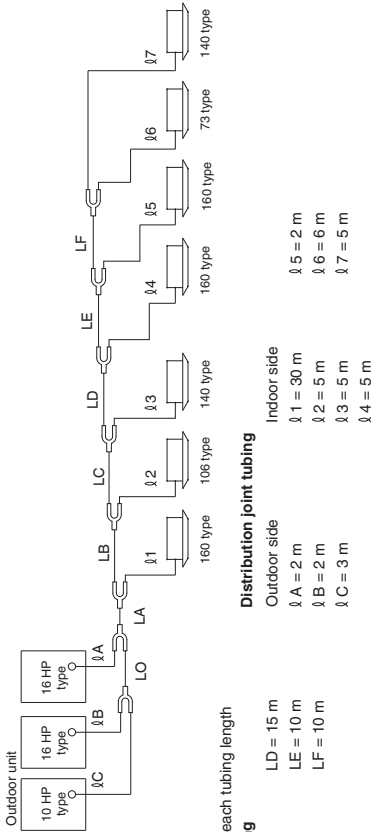 Outdoor unit
10 HP
type
16 HP
type
16 HP
type
ℓC
ℓB
ℓA
LO
LA
LB
LC
LD
LE
LF
ℓ1
ℓ2
ℓ3
ℓ4
ℓ5
ℓ6
ℓ7
160 type
106 type
140 type
160 type
160 type
73 type
140 type
each tubing length
g
LD = 15 m
LE = 10 m
LF = 10 m
Distribution joint tubing
Outdoor side
ℓA = 2 m
ℓB = 2 m
ℓC = 3 m
Indoor side
ℓ1 = 30 m
ℓ2 = 5 m
ℓ3 = 5 m
ℓ4 = 5 m
ℓ5 = 2 m
ℓ6 = 6 m
ℓ7 = 5 m